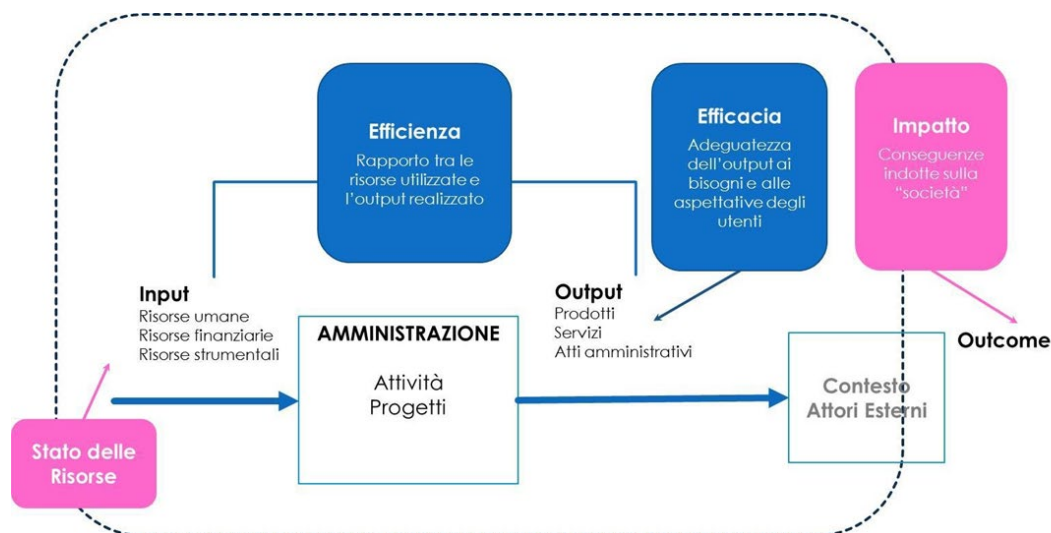 Efficienza
Rapporto tra le
risorse utilizzate e
l'output realizzato
Efficacia
Adeguatezza
dell'output ai
bisogni e alle
aspettative degli
utenti
Impatto
Conseguenze
indotte sulla
“società”
Input
Risorse umane
Risorse finanziarie
Risorse strumentali
AMMINISTRAZIONE
Attività
Progetti
Output
Prodotti
Servizi
Atti amministrativi
Outcome
Contesto
Attori Esterni
Stato delle
Risorse